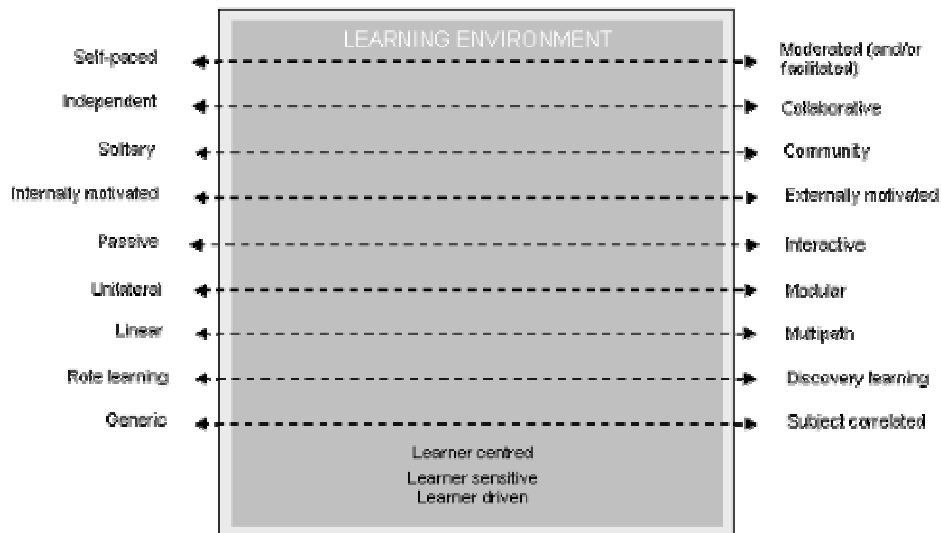 LEARNING ENVIRONMENT
Self-paced
Moderated (and/or
facilitated)
Independent
Collaborative
Solitary
Community
Internally motivated
Externally motivated
Passive
Interactive
Unilateral
Modular
Linear
Multipath
Rote learning
Discovery learning
Generic
Subject correlated
Learner centred
Learner sensitive
Learner driven